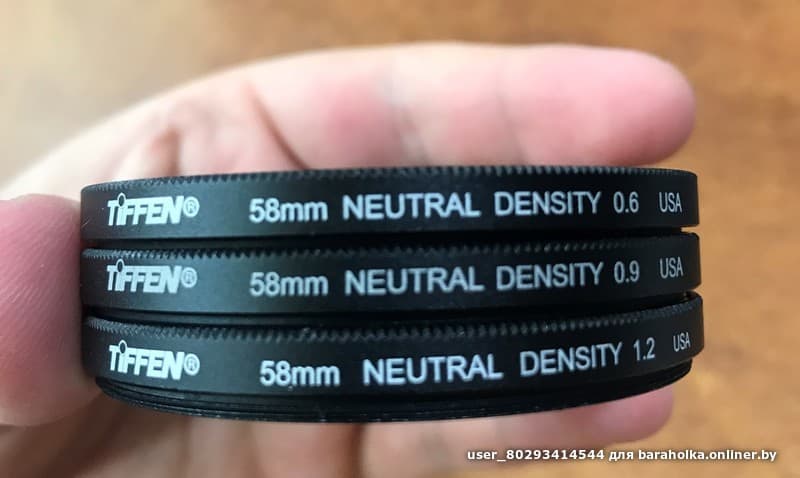 TIFFEN® 58mm NEUTRAL DENSITY 0.6 USA
TIFFEN® 58mm NEUTRAL DENSITY 0.9 USA
TIFFEN® 58mm NEUTRAL DENSITY 1.2 USA
user_80293414544 для baraholka.onliner.by